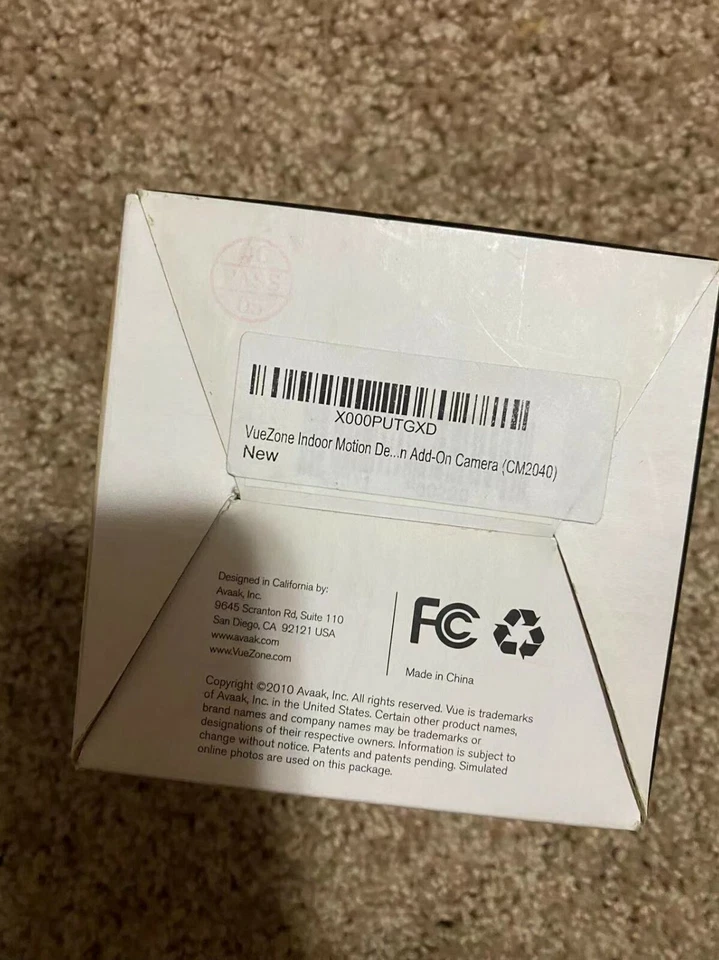 QC
PASS
05
X000PUTGXD
VueZone Indoor Motion De...n Add-On Camera (CM2040)
New
Designed in California by:
Avaak, Inc.
9645 Scranton Rd, Suite 110
San Diego, CA 92121 USA
www.avaak.com
www.VueZone.com
FC
Made in China
Copyright ©2010 Avaak, Inc. All rights reserved. Vue is trademarks
of Avaak, Inc. in the United States. Certain other product names,
brand names and company names may be trademarks or
designations of their respective owners. Information is subject to
change without notice. Patents and patents pending. Simulated
online photos are used on this package.